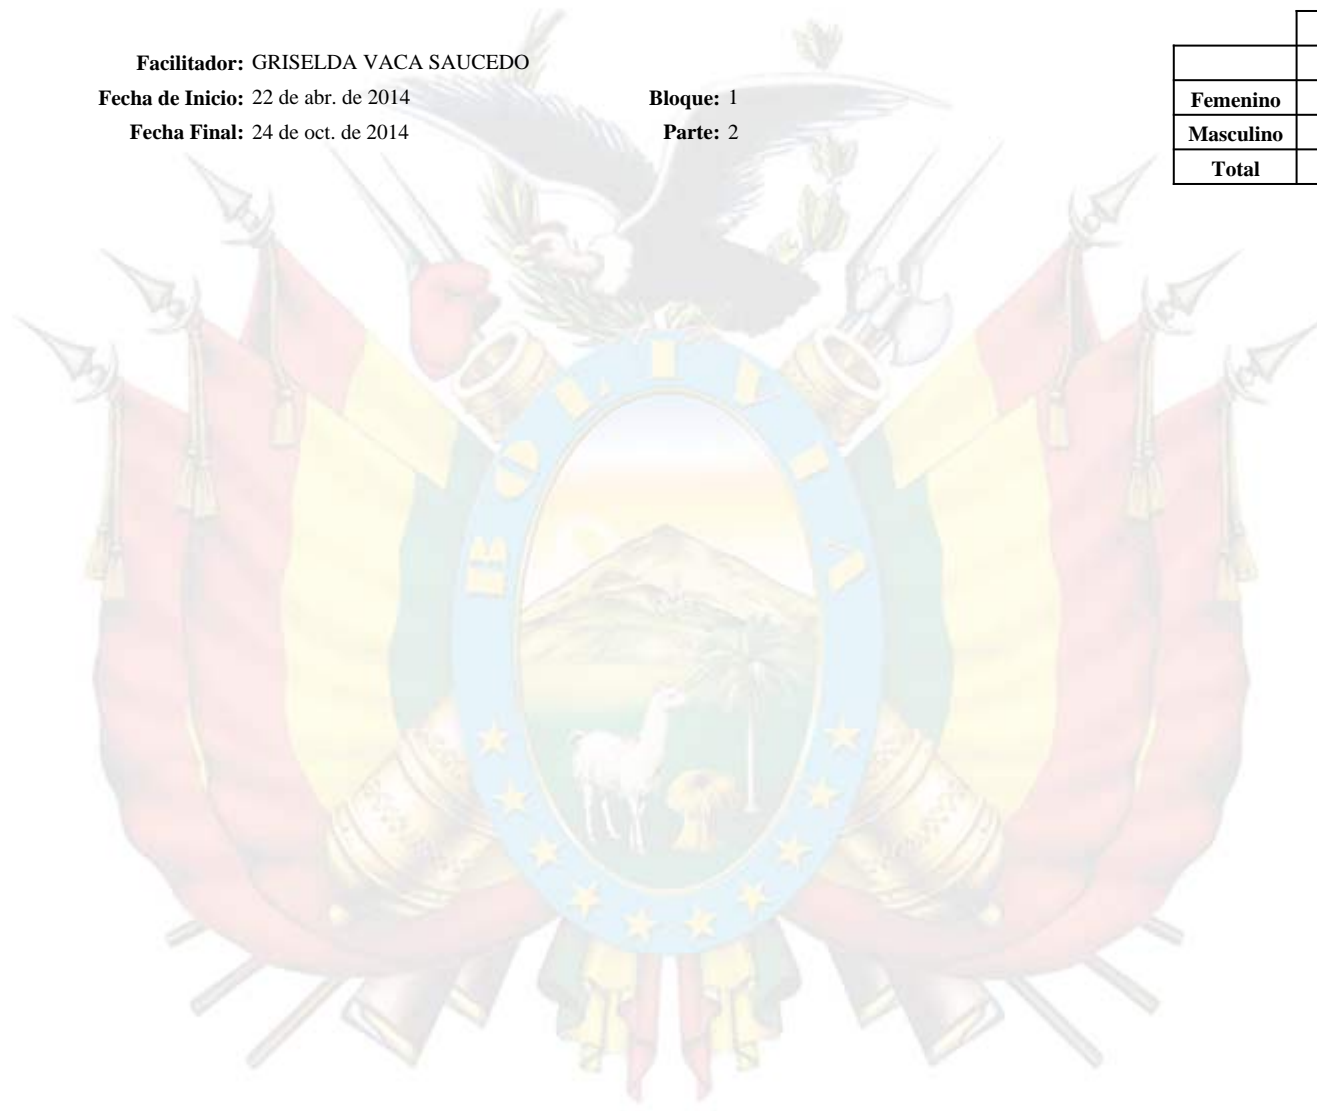 Facilitador: GRISELDA VACA SAUCEDO
Fecha de Inicio: 22 de abr. de 2014 Bloque: 1
Fecha Final: 24 de oct. de 2014 Parte: 2
Femenino
Masculino
Total
BOLIVIA